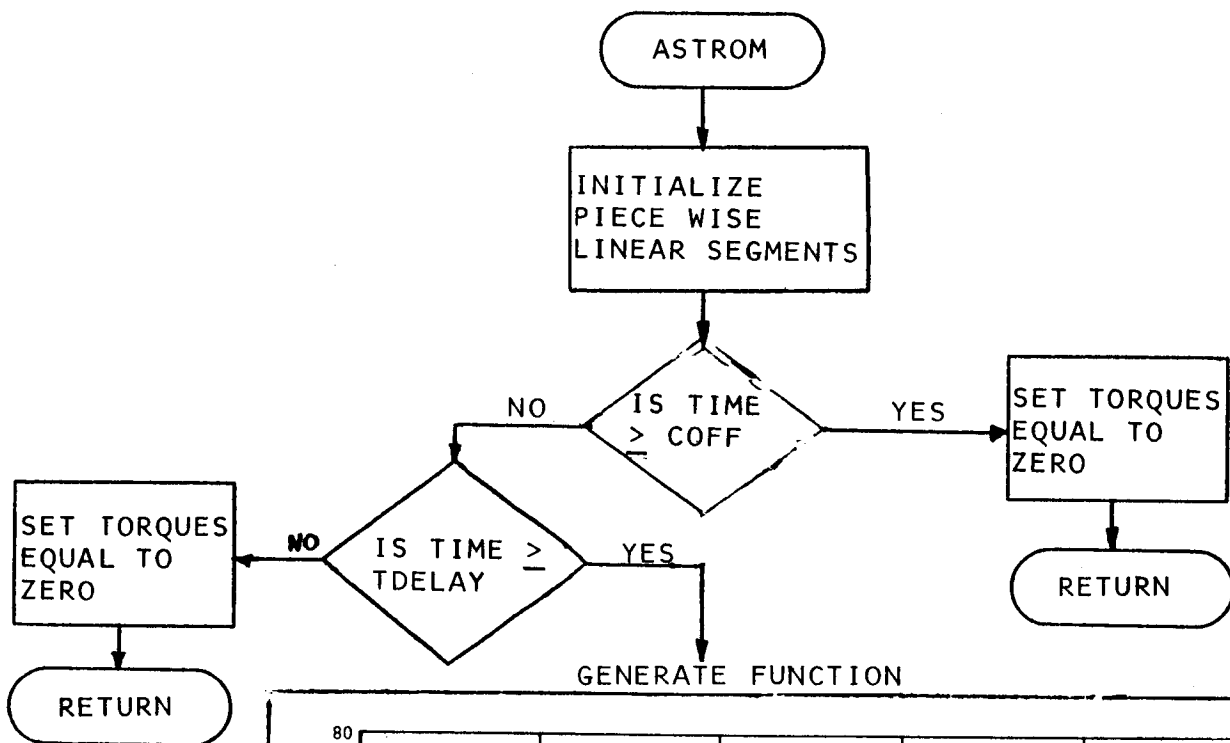 ASTROM
INITIALIZE
PIECE WISE
LINEAR SEGMENTS
IS TIME
≥ COFF
NO
YES
SET TORQUES
EQUAL TO
ZERO
RETURN
IS TIME ≥
TDELAY
NO
YES
SET TORQUES
EQUAL TO
ZERO
RETURN
GENERATE FUNCTION
80